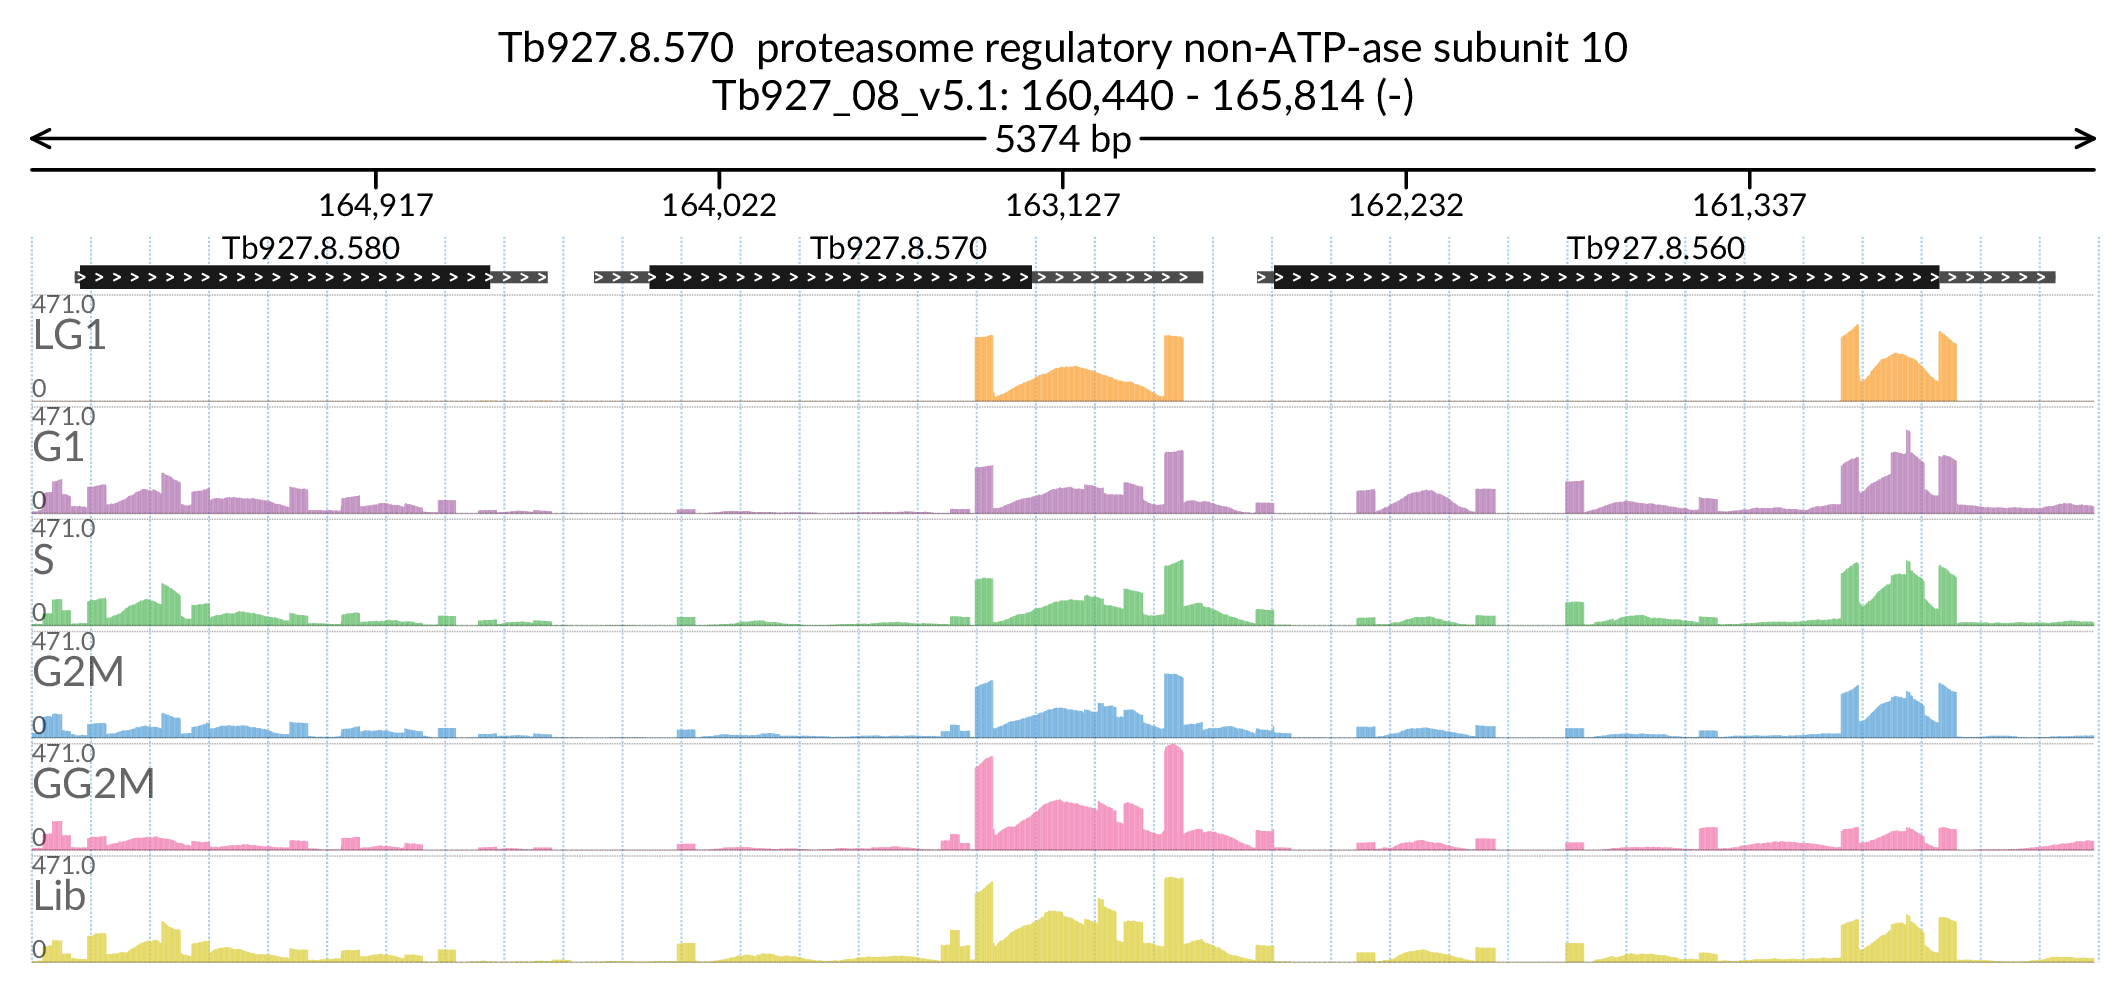 Tb927.8.570  proteasome regulatory non-ATP-ase subunit 10
Tb927_08_v5.1: 160,440 - 165,814 (-)
5374 bp
164,917 164,022 163,127 162,232 161,337
Tb927.8.580 Tb927.8.570 Tb927.8.560
471.0
LG1
0
471.0
G1
0
471.0
S
0
471.0
G2M
0
471.0
GG2M
0
471.0
Lib
0